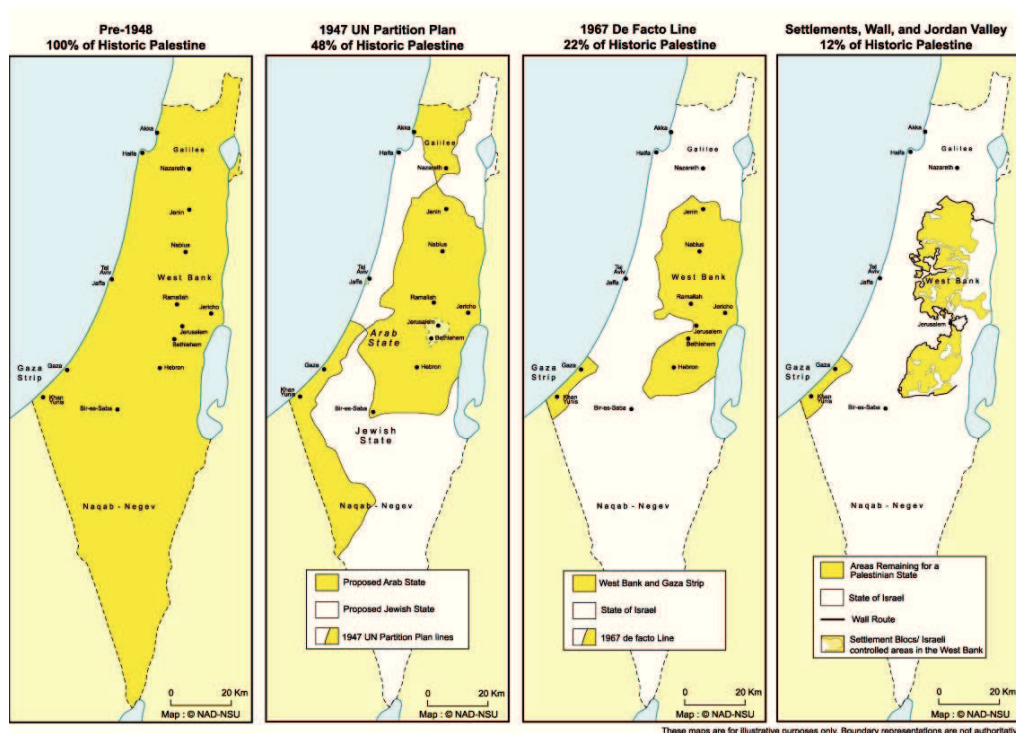 Pre-1948
100% of Historic Palestine
Akka
Haifa
Galilee
Nazareth
Jenin
Nablus
Tel
Aviv
Jaffa
West Bank
Ramallah
Jericho
Jerusalem
Bethlehem
Gaza
Strip
Gaza
Hebron
Khan
Yunis
Bir-es-Saba
Naqab - Negev
0 20 Km
Map : © NAD-NSU
1947 UN Partition Plan
48% of Historic Palestine
Akka
Haifa
Galilee
Nazareth
Jenin
Nablus
Tel
Aviv
Jaffa
Ramallah
Jericho
Jerusalem
Arab
State
Bethlehem
Gaza
Hebron
Khan
Yunis
Bir-es-Saba
Jewish
State
Naqab - Negev
Proposed Arab State
Proposed Jewish State
1947 UN Partition Plan lines
0 20 Km
Map : © NAD-NSU
1967 De Facto Line
22% of Historic Palestine
Akka
Haifa
Galilee
Nazareth
Jenin
Nablus
Tel
Aviv
Jaffa
West Bank
Ramallah
Jericho
Jerusalem
Bethlehem
Gaza
Strip
Gaza
Hebron
Khan
Yunis
Bir-es-Saba
Naqab - Negev
West Bank and Gaza Strip
State of Israel
1967 de facto Line
0 20 Km
Map : © NAD-NSU
Settlements, Wall, and Jordan Valley
12% of Historic Palestine
Akka
Haifa
Galilee
Nazareth
Tel
Aviv
Jaffa
West Bank
Jerusalem
Gaza
Strip
Gaza
Khan
Yunis
Bir-es-Saba
Naqab - Negev
Areas Remaining for a
Palestinian State
State of Israel
Wall Route
Settlement Blocs/ Israeli
controlled areas in the West Bank
0 20 Km
Map : © NAD-NSU
These maps are for illustrative purposes only. Boundary representations are not authoritativ